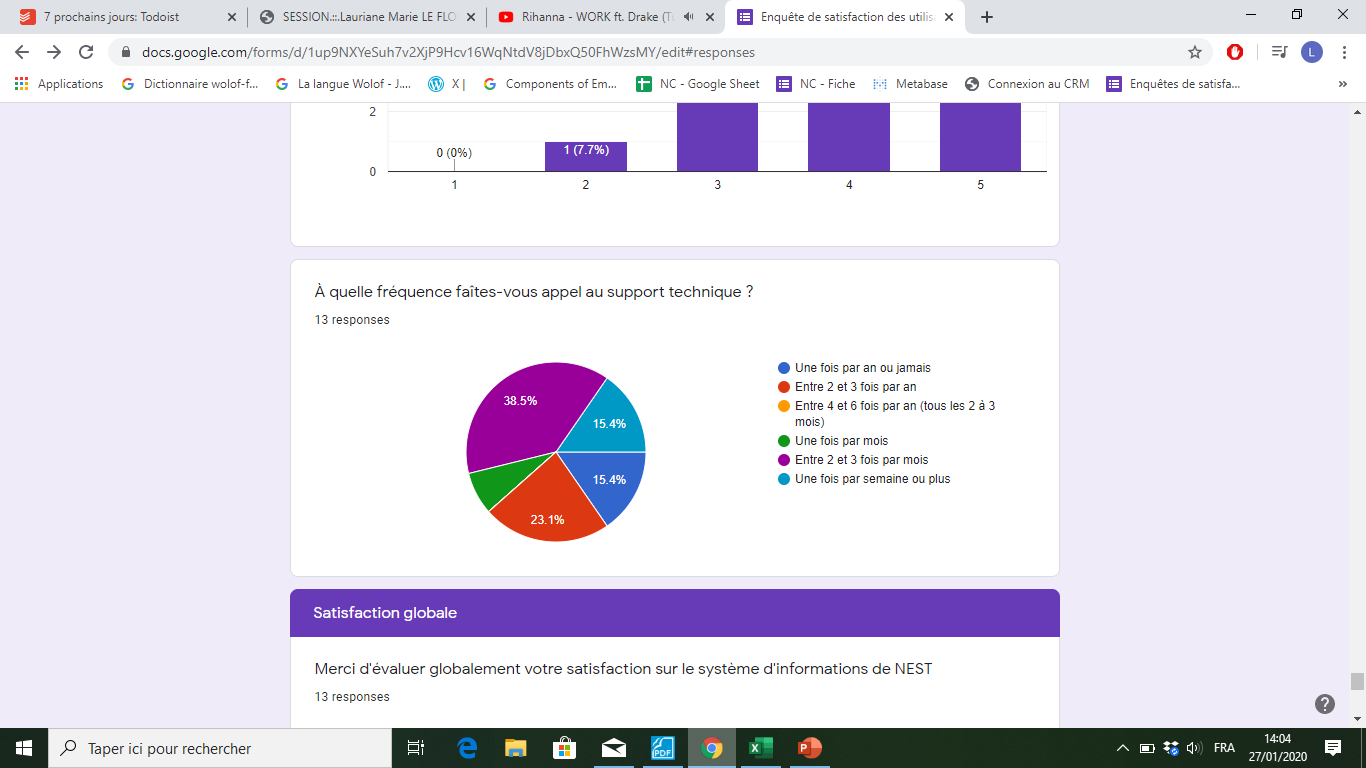 7 prochains jours: Todoist
SESSION.::.Lauriane Marie LE FLO
Rihanna - WORK ft. Drake (T
Enquête de satisfaction des utilis
docs.google.com/forms/d/1up9NXYeSuh7v2XjP9Hcv16WqNtdV8jDbxQ50FhWzsMY/edit#responses
L
Applications
Dictionnaire wolof-f...
La langue Wolof - J....
X |
Components of Em...
NC - Google Sheet
NC - Fiche
Metabase
Connexion au CRM
Enquêtes de satisfa...
»
2
0 (0%)
1 (7.7%)
0
1 2 3 4 5
À quelle fréquence faîtes-vous appel au support technique ?
13 responses
38.5%
15.4%
15.4%
23.1%
Une fois par an ou jamais
Entre 2 et 3 fois par an
Entre 4 et 6 fois par an (tous les 2 à 3
mois)
Une fois par mois
Entre 2 et 3 fois par mois
Une fois par semaine ou plus
Satisfaction globale
Merci d'évaluer globalement votre satisfaction sur le système d'informations de NEST
13 responses
Taper ici pour rechercher
PDF
FRA
14:04
27/01/2020